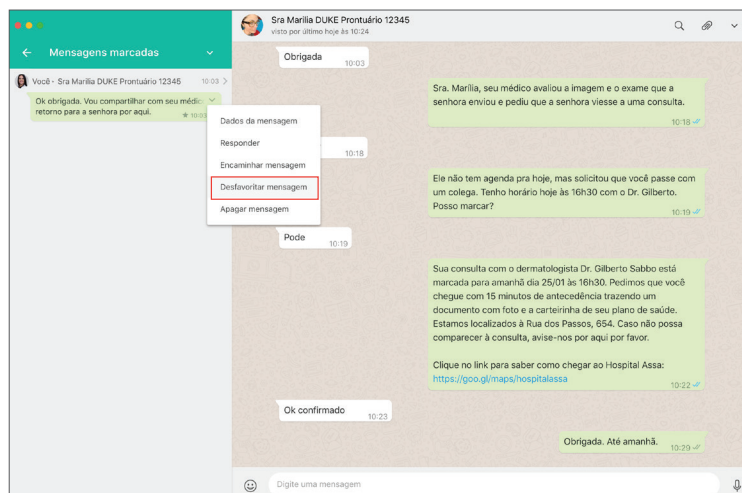 Mensagens marcadas
Você - Sra Marilia DUKE Prontuário 12345 10:03
Ok obrigada. Vou compartilhar com seu médic
retorno para a senhora por aqui. 10:03
Dados da mensagem
Responder
Encaminhar mensagem
Desfavoritar mensagem
Apagar mensagem
Sra Marilia DUKE Prontuário 12345
visto por último hoje às 10:24
Obrigada 10:03
Sra. Marília, seu médico avaliou a imagem e o exame que a
senhora enviou e pediu que a senhora viesse a uma consulta.
10:18
10:18
Ele não tem agenda pra hoje, mas solicitou que você passe com
um colega. Tenho horário hoje às 16h30 com o Dr. Gilberto.
Posso marcar?
10:19
Pode 10:19
Sua consulta com o dermatologista Dr. Gilberto Sabbo está
marcada para amanhã dia 25/01 às 16h30. Pedimos que você
chegue com 15 minutos de antecedência trazendo um
documento com foto e a carteirinha de seu plano de saúde.
Estamos localizados à Rua dos Passos, 654. Caso não possa
comparecer à consulta, avise-nos por aqui por favor.
Clique no link para saber como chegar ao Hospital Assa:
https://goo.gl/maps/hospitalassa
10:22
Ok confirmado 10:23
Obrigada. Até amanhã. 10:29
Digite uma mensagem